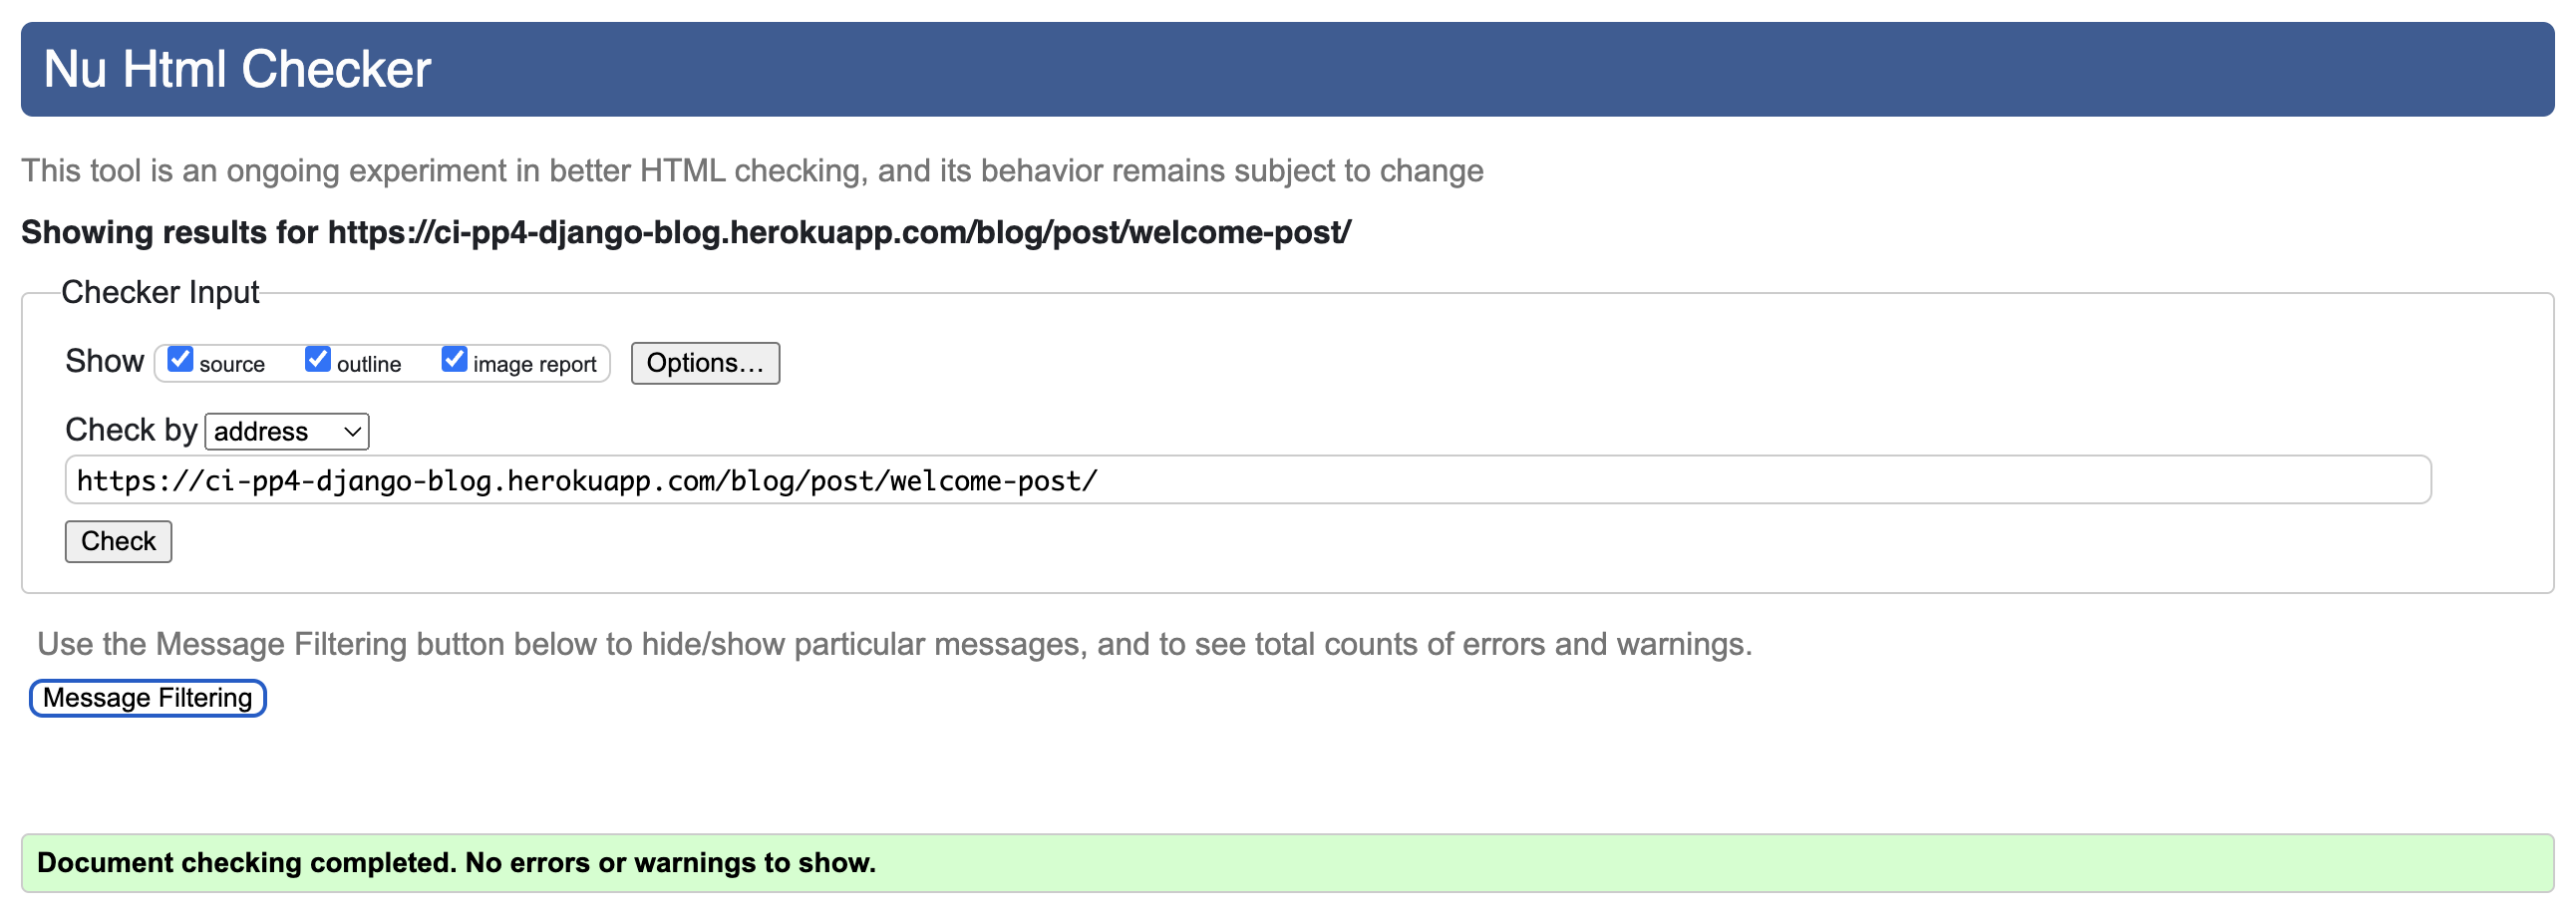 Nu Html Checker
This tool is an ongoing experiment in better HTML checking, and its behavior remains subject to change
Showing results for https://ci-pp4-django-blog.herokuapp.com/blog/post/welcome-post/
Checker Input
Show source outline image report Options…
Check by address
https://ci-pp4-django-blog.herokuapp.com/blog/post/welcome-post/
Check
Use the Message Filtering button below to hide/show particular messages, and to see total counts of errors and warnings.
Message Filtering
Document checking completed. No errors or warnings to show.